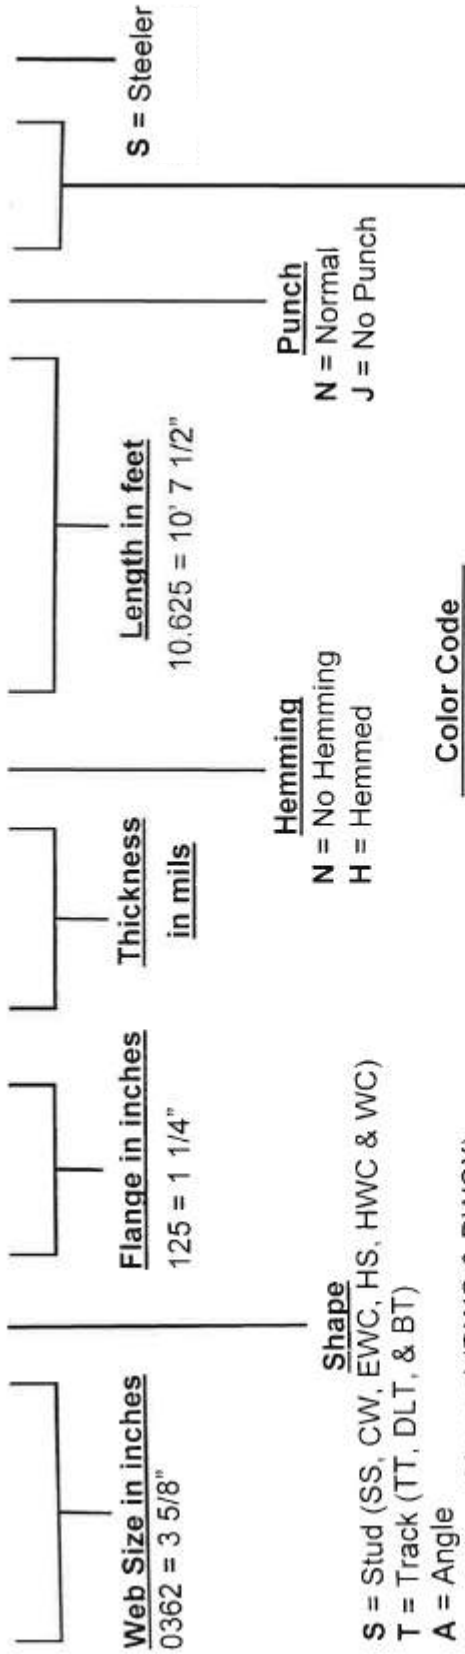 Web Size in inches
0362 = 3 5/8"
Shape
S = Stud (SS, CW, EWC, HS, HWC & WC)
T = Track (TT, DLT, & BT)
A = Angle
Flange in inches
125 = 1 1/4"
Thickness
in mils
Hemming
N = No Hemming
H = Hemmed
Length in feet
10.625 = 10' 7 1/2"
Punch
N = Normal
J = No Punch
S = Steeler
Color Code